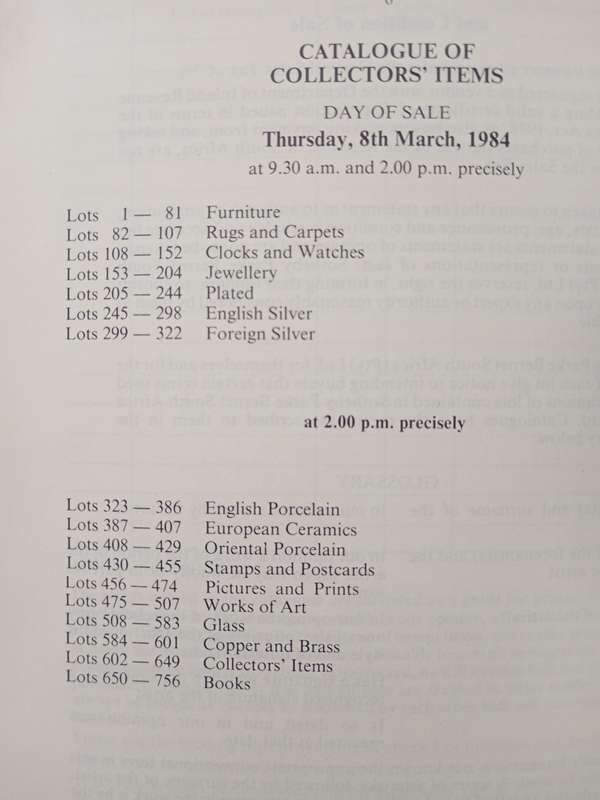 6
CATALOGUE OF
COLLECTORS' ITEMS
DAY OF SALE
Thursday, 8th March, 1984
at 9.30 a.m. and 2.00 p.m. precisely
Lots 1 — 81 Furniture
Lots 82 — 107 Rugs and Carpets
Lots 108 — 152 Clocks and Watches
Lots 153 — 204 Jewellery
Lots 205 — 244 Plated
Lots 245 — 298 English Silver
Lots 299 — 322 Foreign Silver
at 2.00 p.m. precisely
Lots 323 — 386 English Porcelain
Lots 387 — 407 European Ceramics
Lots 408 — 429 Oriental Porcelain
Lots 430 — 455 Stamps and Postcards
Lots 456 — 474 Pictures and Prints
Lots 475 — 507 Works of Art
Lots 508 — 583 Glass
Lots 584 — 601 Copper and Brass
Lots 602 — 649 Collectors' Items
Lots 650 — 756 Books